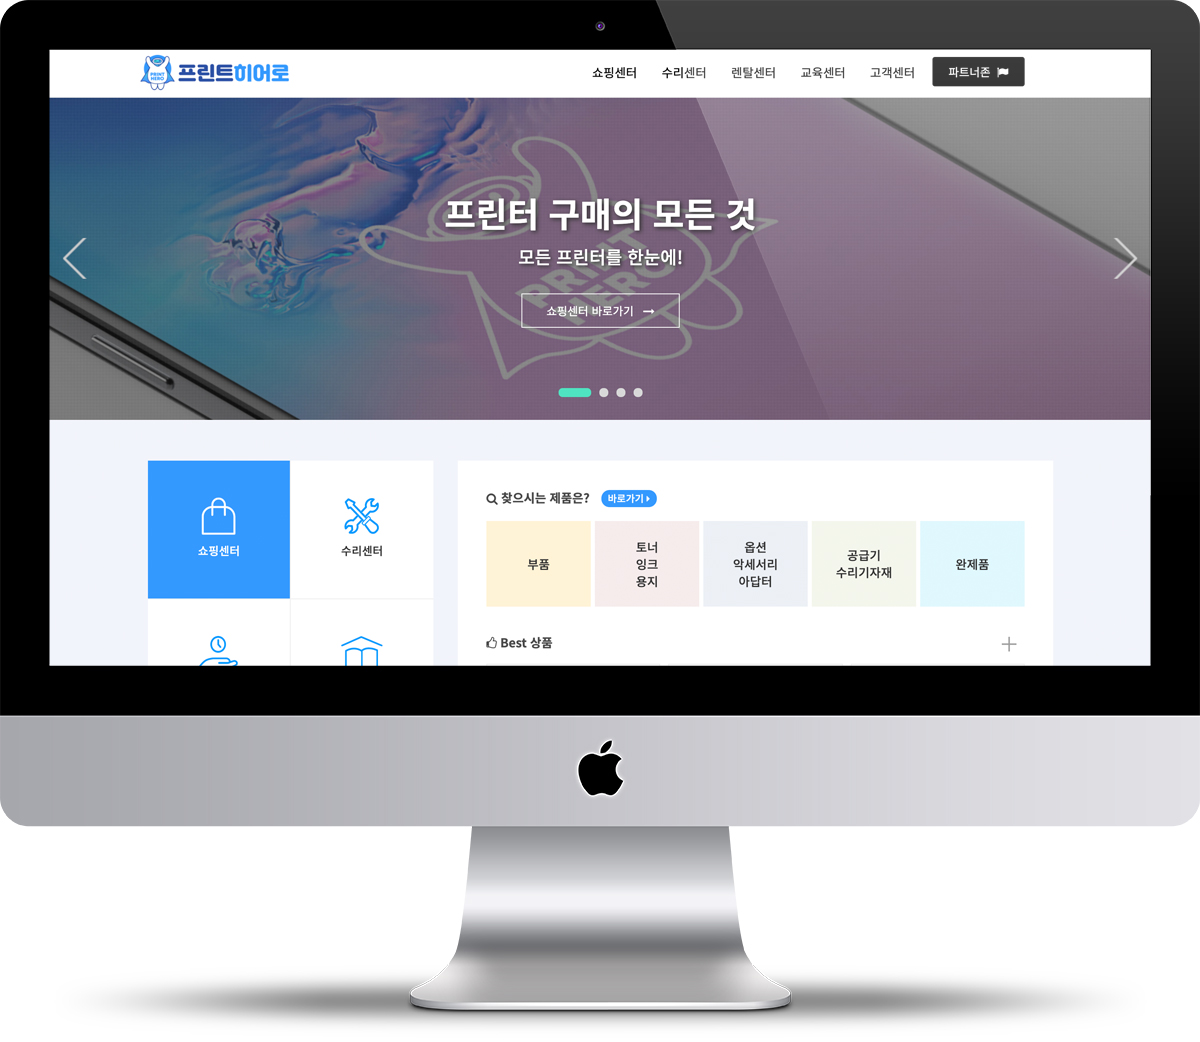 PRINT
HERO
프린트히어로
쇼핑센터
수리센터
렌탈센터
교육센터
고객센터
파트너존
프린터 구매의 모든 것
모든 프린터를 한눈에!
PRINT
HERO
쇼핑센터 바로가기
쇼핑센터
수리센터
찾으시는 제품은?
바로가기
부품
토너
잉크
용지
옵션
악세서리
아답터
공급기
수리기자재
완제품
Best 상품